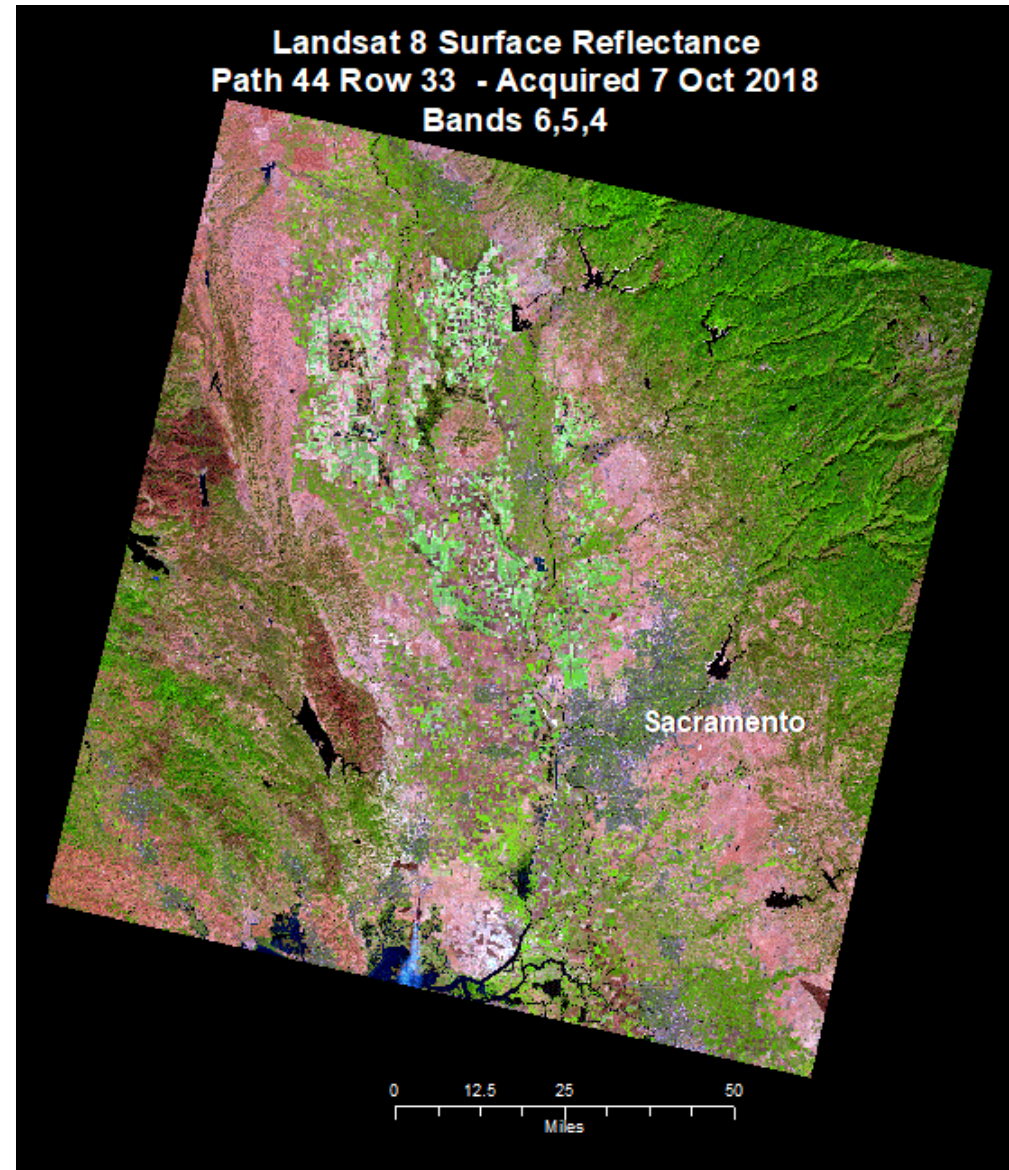 Landsat 8 Surface Reflectance
Path 44 Row 33 - Acquired 7 Oct 2018
Bands 6,5,4
Sacramento
0 12.5 25 50
Miles